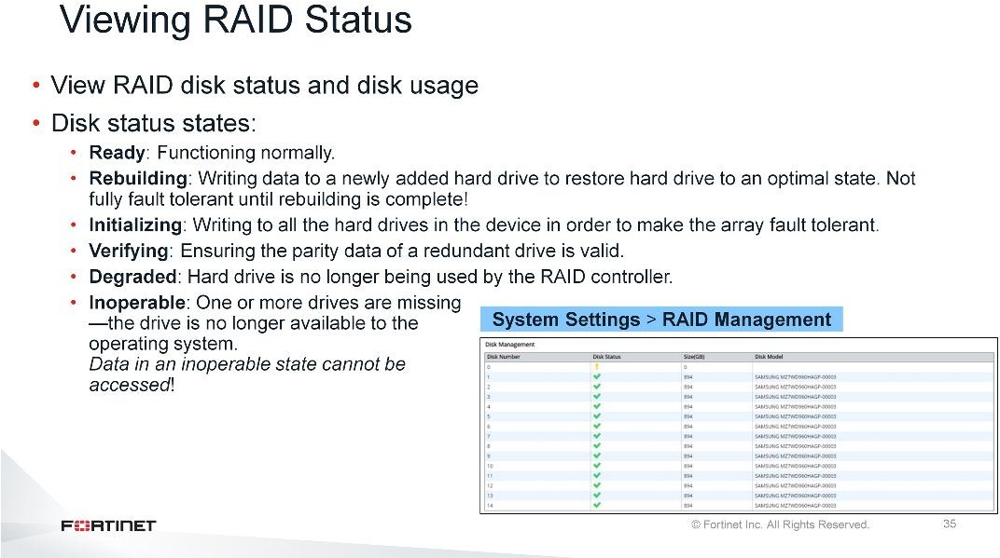 Viewing RAID Status
• View RAID disk status and disk usage
• Disk status states:
• Ready: Functioning normally.
• Rebuilding: Writing data to a newly added hard drive to restore hard drive to an optimal state. Not
fully fault tolerant until rebuilding is complete!
• Initializing: Writing to all the hard drives in the device in order to make the array fault tolerant.
• Verifying: Ensuring the parity data of a redundant drive is valid.
• Degraded: Hard drive is no longer being used by the RAID controller.
• Inoperable: One or more drives are missing
—the drive is no longer available to the
operating system.
Data in an inoperable state cannot be
accessed!
System Settings > RAID Management
Disk Management
Disk Number Disk Status Size(GB) Disk Model
0 0
1 894 SAMSUNG MZ7WD960HAGP-00003
2 894 SAMSUNG MZ7WD960HAGP-00003
3 894 SAMSUNG MZ7WD960HAGP-00003
4 894 SAMSUNG MZ7WD960HAGP-00003
5 894 SAMSUNG MZ7WD960HAGP-00003
6 894 SAMSUNG MZ7WD960HAGP-00003
7 894 SAMSUNG MZ7WD960HAGP-00003
8 894 SAMSUNG MZ7WD960HAGP-00003
9 894 SAMSUNG MZ7WD960HAGP-00003
10 894 SAMSUNG MZ7WD960HAGP-00003
11 894 SAMSUNG MZ7WD960HAGP-00003
12 894 SAMSUNG MZ7WD960HAGP-00003
13 894 SAMSUNG MZ7WD960HAGP-00003
14 894 SAMSUNG MZ7WD960HAGP-00003
FORTINET
© Fortinet Inc. All Rights Reserved.
35